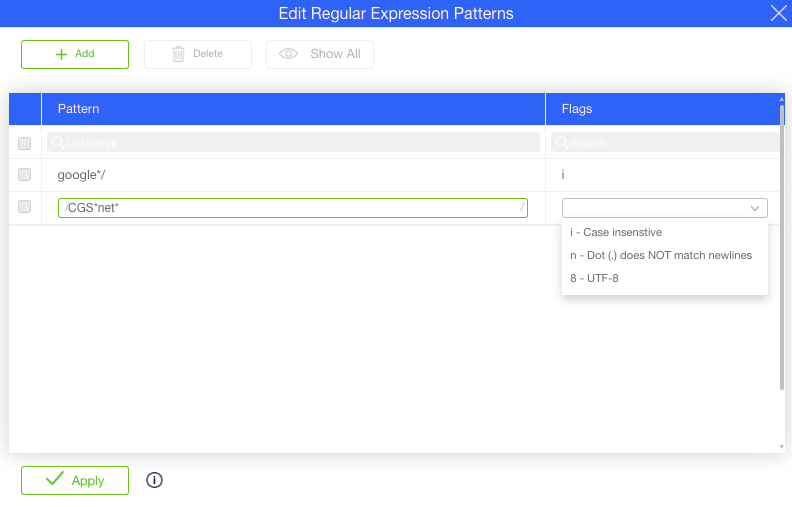 Edit Regular Expression Patterns
Add
Delete
Show All
Pattern
Flags
List/range
Search
google*/
i
/CGS*net*
/
i - Case insenstive
n - Dot (.) does NOT match newlines
8 - UTF-8
Apply